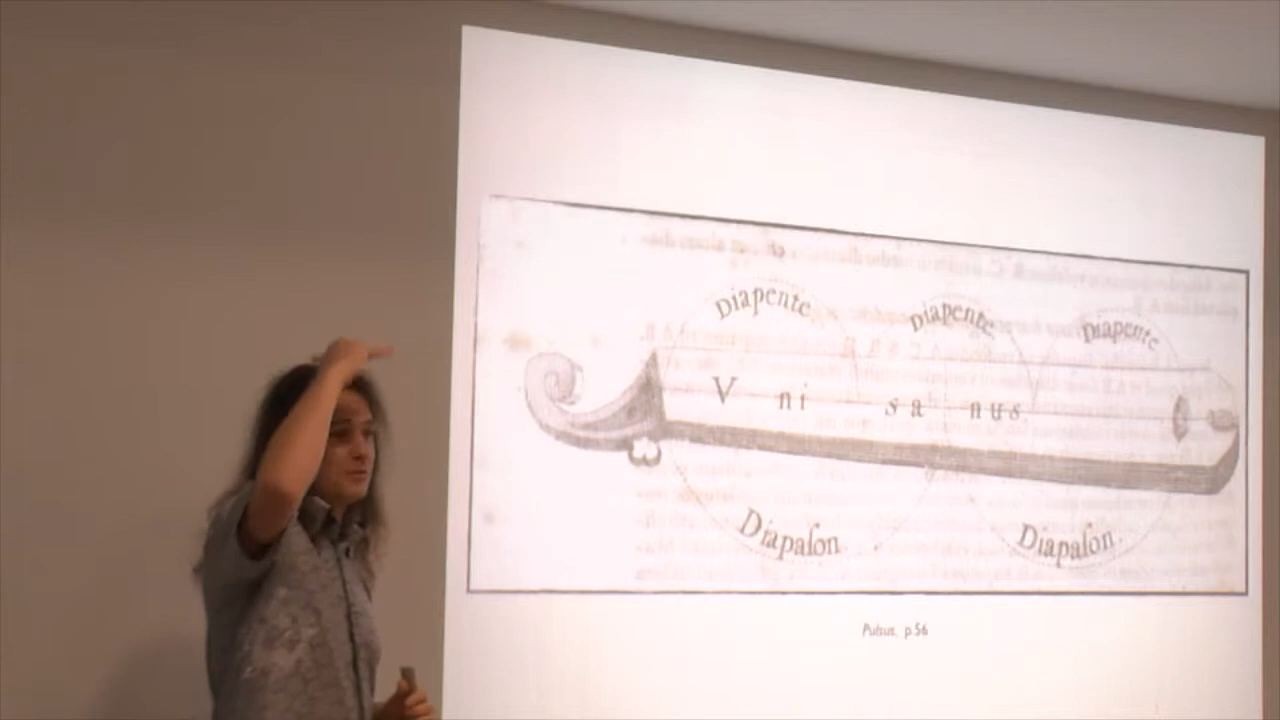 Diapente
Diapente
Diapente
V ni sa nus
Diapaſon
Diapaſon
Pulsus, p.56